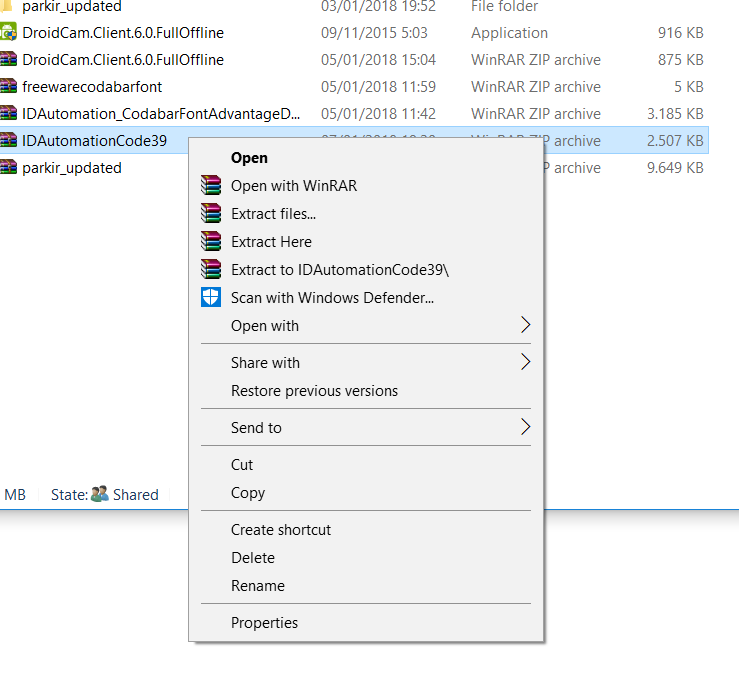 parkir_updated 03/01/2018 19:52 File folder
DroidCam.Client.6.0.FullOffline 09/11/2015 5:03 Application 916 KB
DroidCam.Client.6.0.FullOffline 05/01/2018 15:04 WinRAR ZIP archive 875 KB
freewarecodabarfont 05/01/2018 11:59 WinRAR ZIP archive 5 KB
IDAutomation_CodabarFontAdvantageD... 05/01/2018 11:42 WinRAR ZIP archive 3.185 KB
IDAutomationCode39 WinRAR ZIP archive 2.507 KB
parkir_updated P archive 9.649 KB
Open
Open with WinRAR
Extract files...
Extract Here
Extract to IDAutomationCode39\
Scan with Windows Defender...
Open with
Share with
Restore previous versions
Send to
Cut
Copy
Create shortcut
Delete
Rename
Properties
MB State: Shared